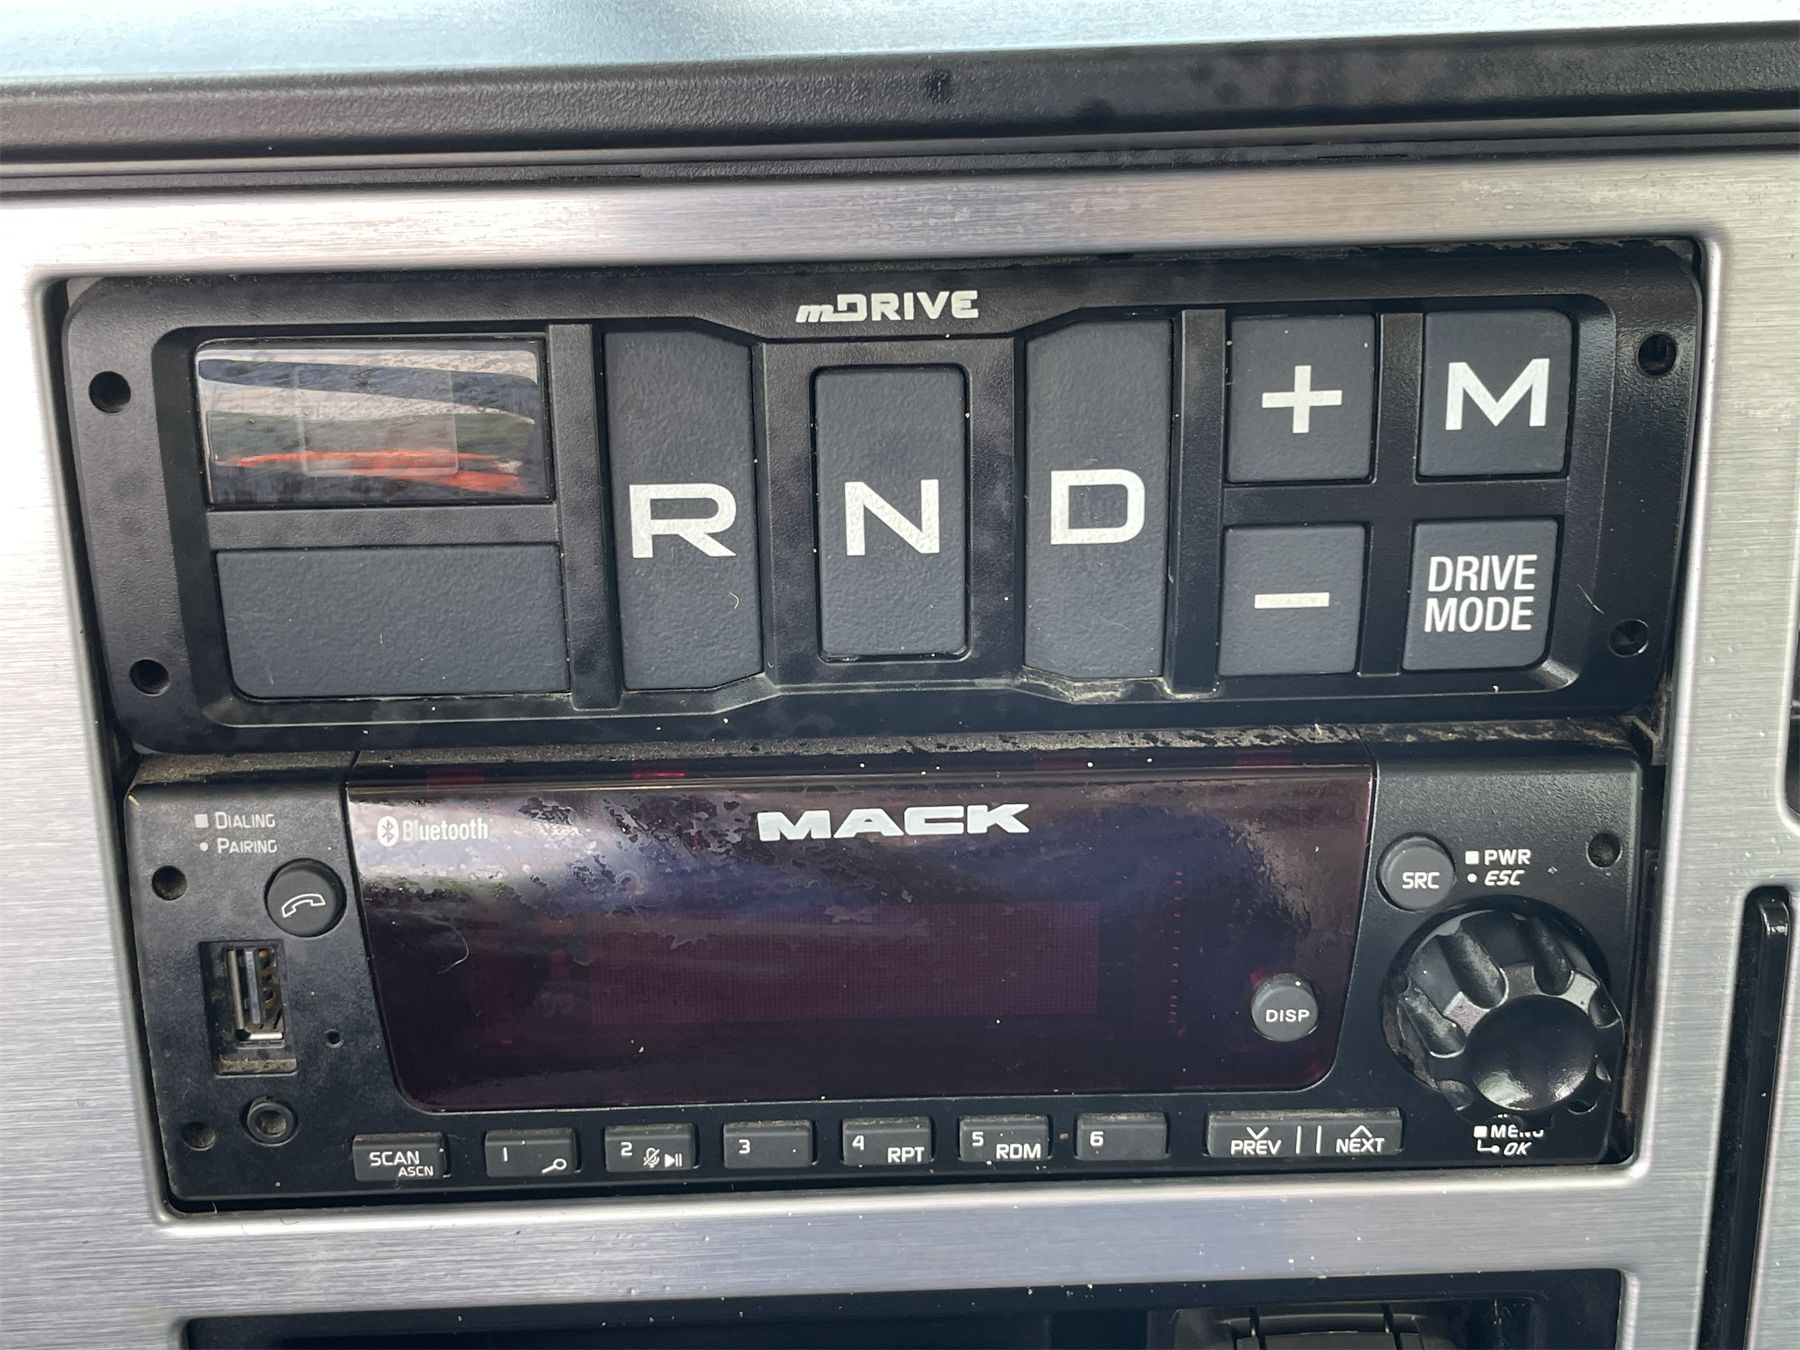 mDRIVE
R
N
D
+
M
-
DRIVE
MODE
DIALING
PAIRING
Bluetooth
MACK
SRC
PWR
ESC
DISP
SCAN
ASCN
1
2
3
4 RPT
5 RDM
6
PREV
NEXT
MENU
OK